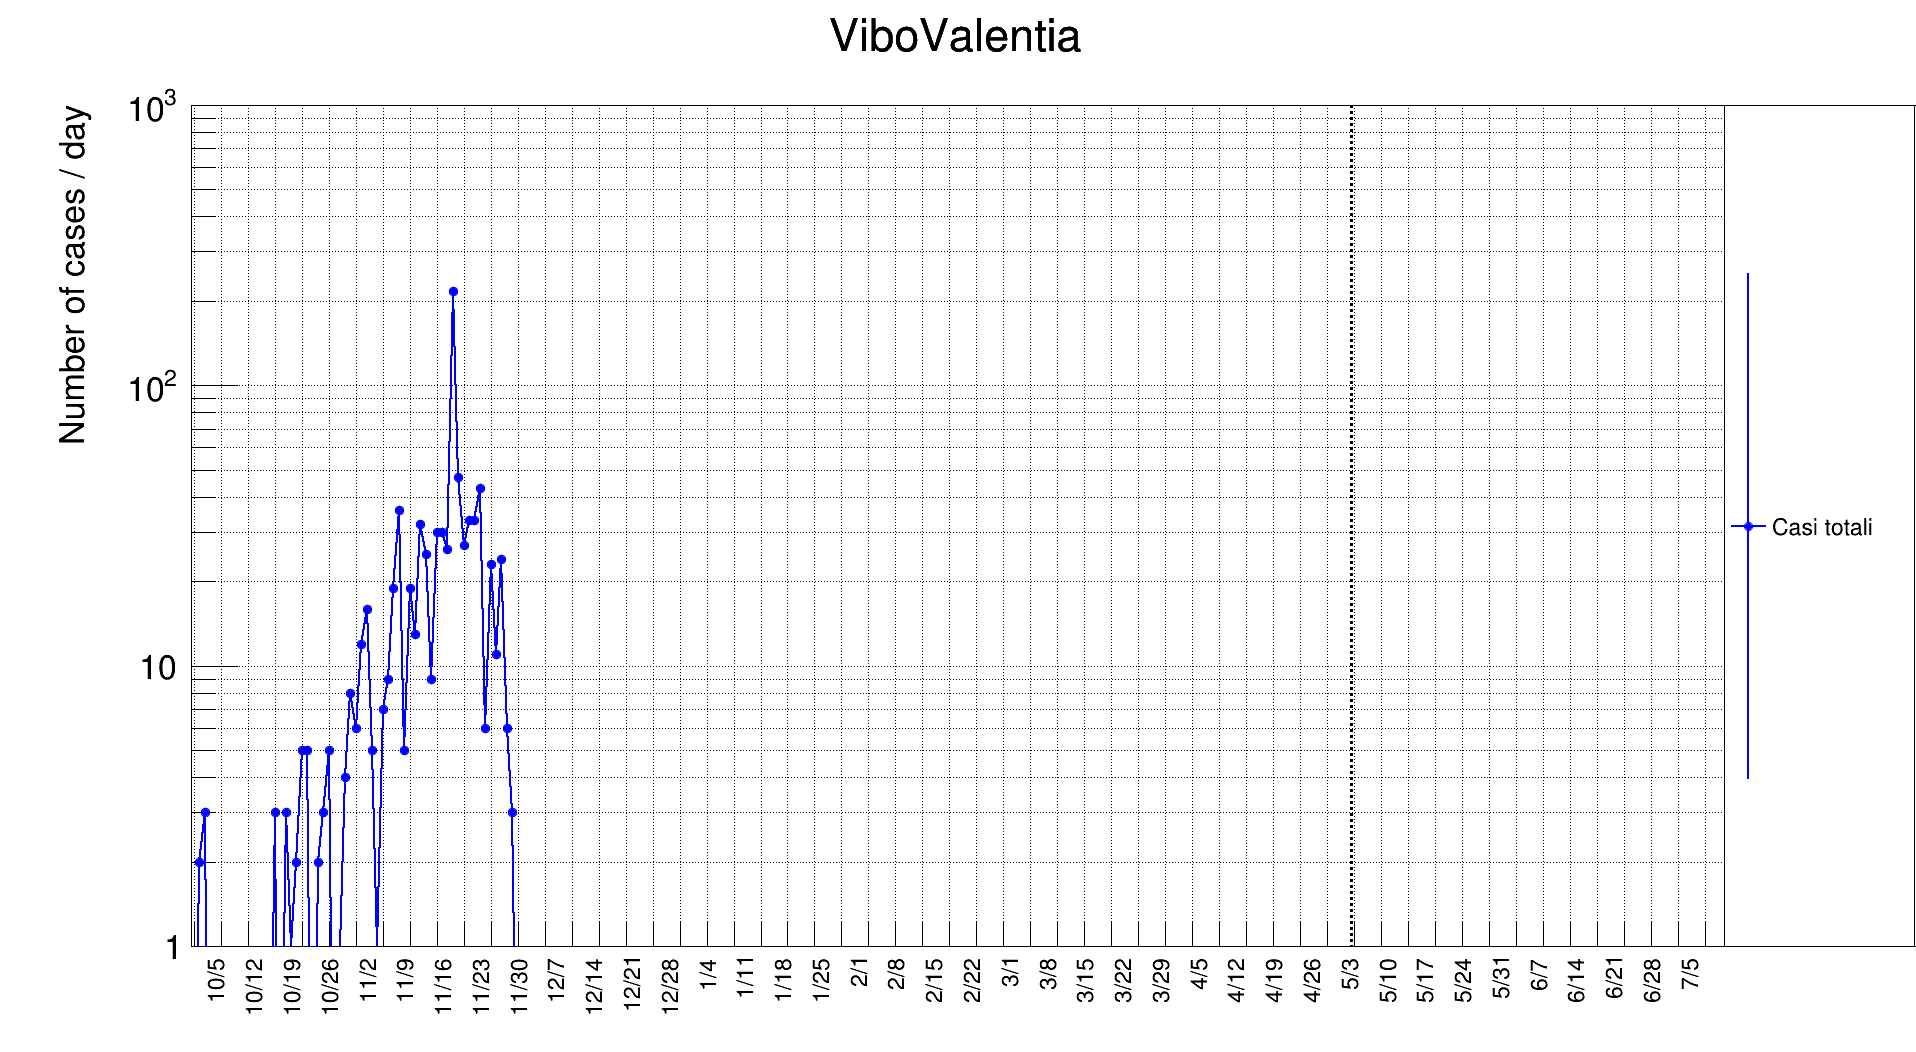 ViboValentia
Number of cases / day
10³
10²
10
1
10/5 10/12 10/19 10/26 11/2 11/9 11/16 11/23 11/30 12/7 12/14 12/21 12/28 1/4 1/11 1/18 1/25 2/1 2/8 2/15 2/22 3/1 3/8 3/15 3/22 3/29 4/5 4/12 4/19 4/26 5/3 5/10 5/17 5/24 5/31 6/7 6/14 6/21 6/28 7/5
Casi totali